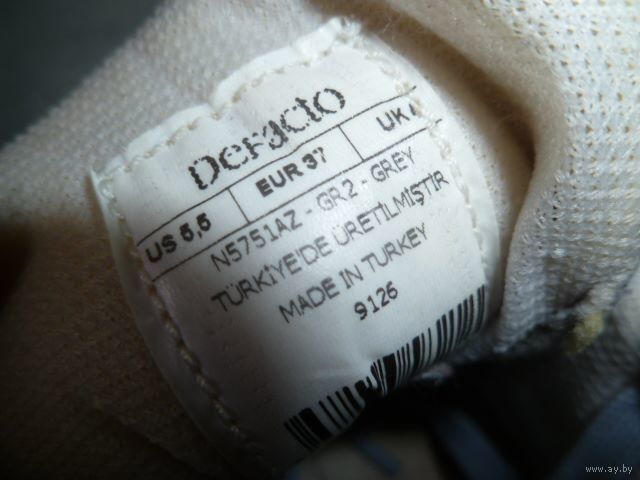 DeFacto
US 6,5 EUR 37 UK
N5751AZ - GR2 - GREY
TÜRKİYE'DE ÜRETİLMİŞTİR
MADE IN TURKEY
9126
www.ay.by